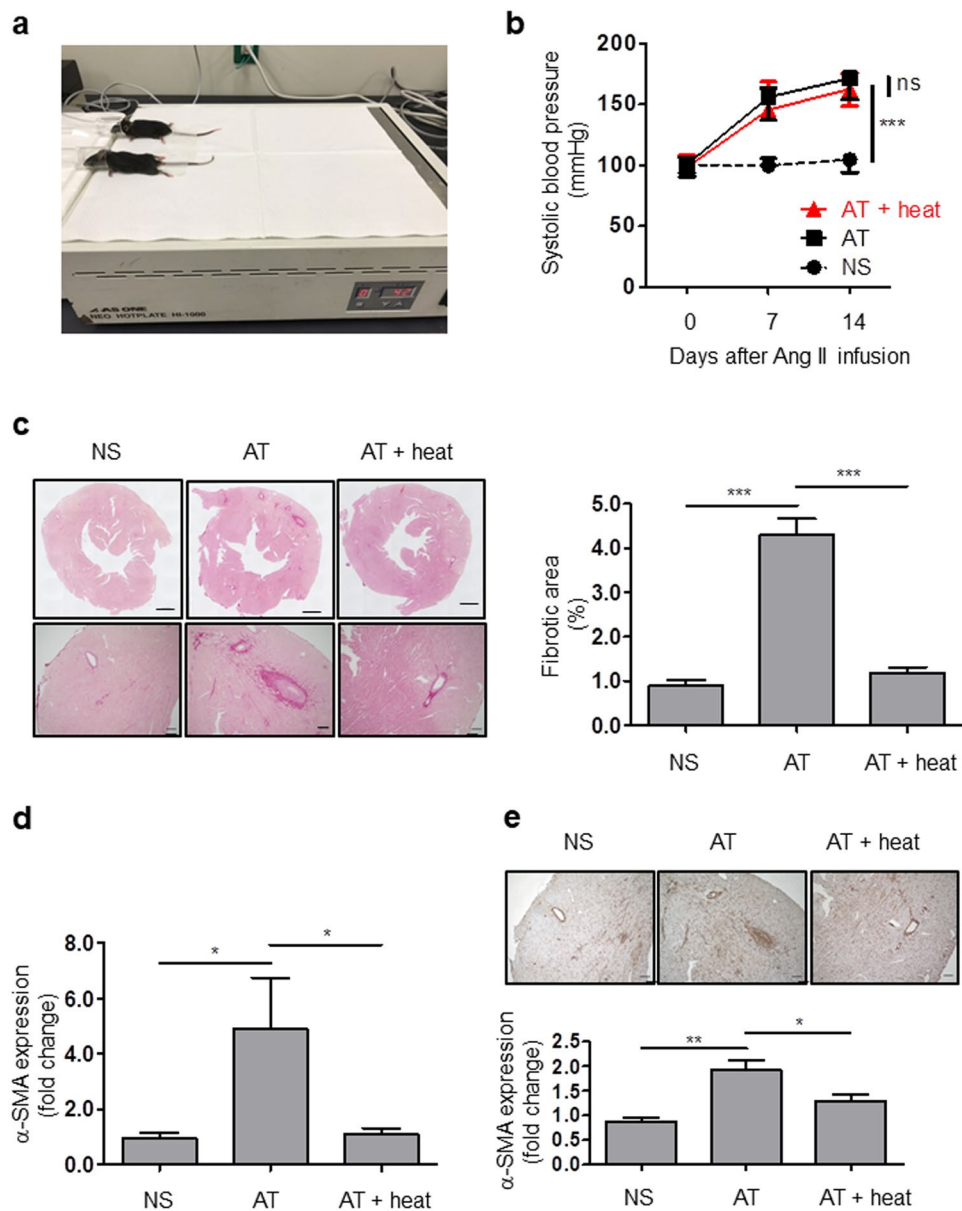 a
AS ONE
NEO HOTPLATE HI-1000
42
b
200
150
100
50
0
Systolic blood pressure
(mmHg)
ns
***
AT + heat
AT
NS
0 7 14
Days after Ang II infusion
c
NS AT AT + heat
***
***
5.0
4.0
3.0
2.0
1.0
0.0
Fibrotic area
(%)
NS AT AT + heat
d
*
*
8.0
6.0
4.0
2.0
0.0
α-SMA expression
(fold change)
NS AT AT + heat
e
NS AT AT + heat
**
*
2.5
2.0
1.5
1.0
0.5
0.0
α-SMA expression
(fold change)
NS AT AT + heat